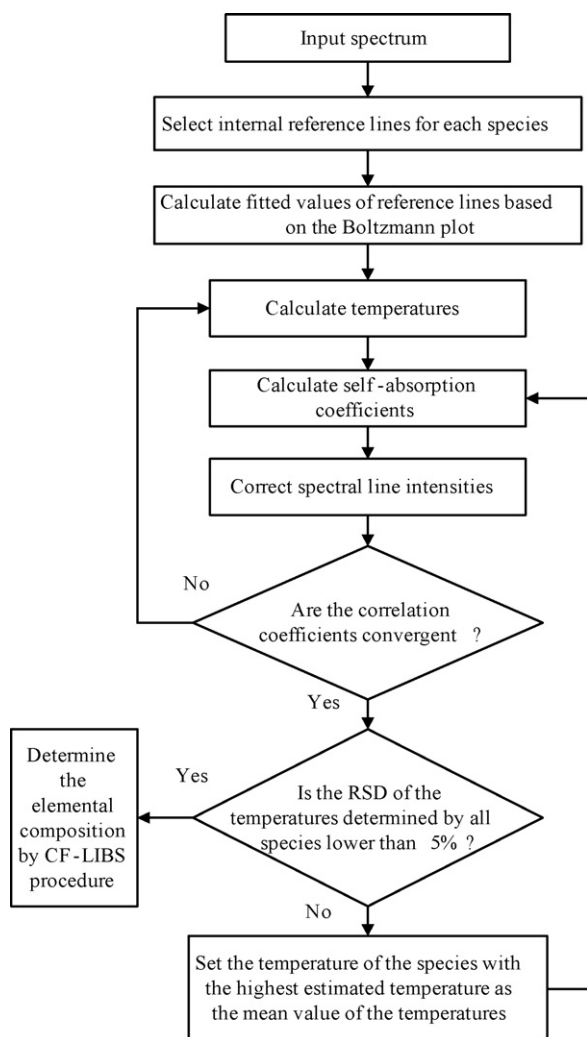 Input spectrum
Select internal reference lines for each species
Calculate fitted values of reference lines based
on the Boltzmann plot
Calculate temperatures
Calculate self-absorption
coefficients
Correct spectral line intensities
No
Are the correlation
coefficients convergent ?
Yes
Determine
the
elemental
composition
by CF-LIBS
procedure
Yes
Is the RSD of the
temperatures determined by all
species lower than 5% ?
No
Set the temperature of the species with
the highest estimated temperature as
the mean value of the temperatures